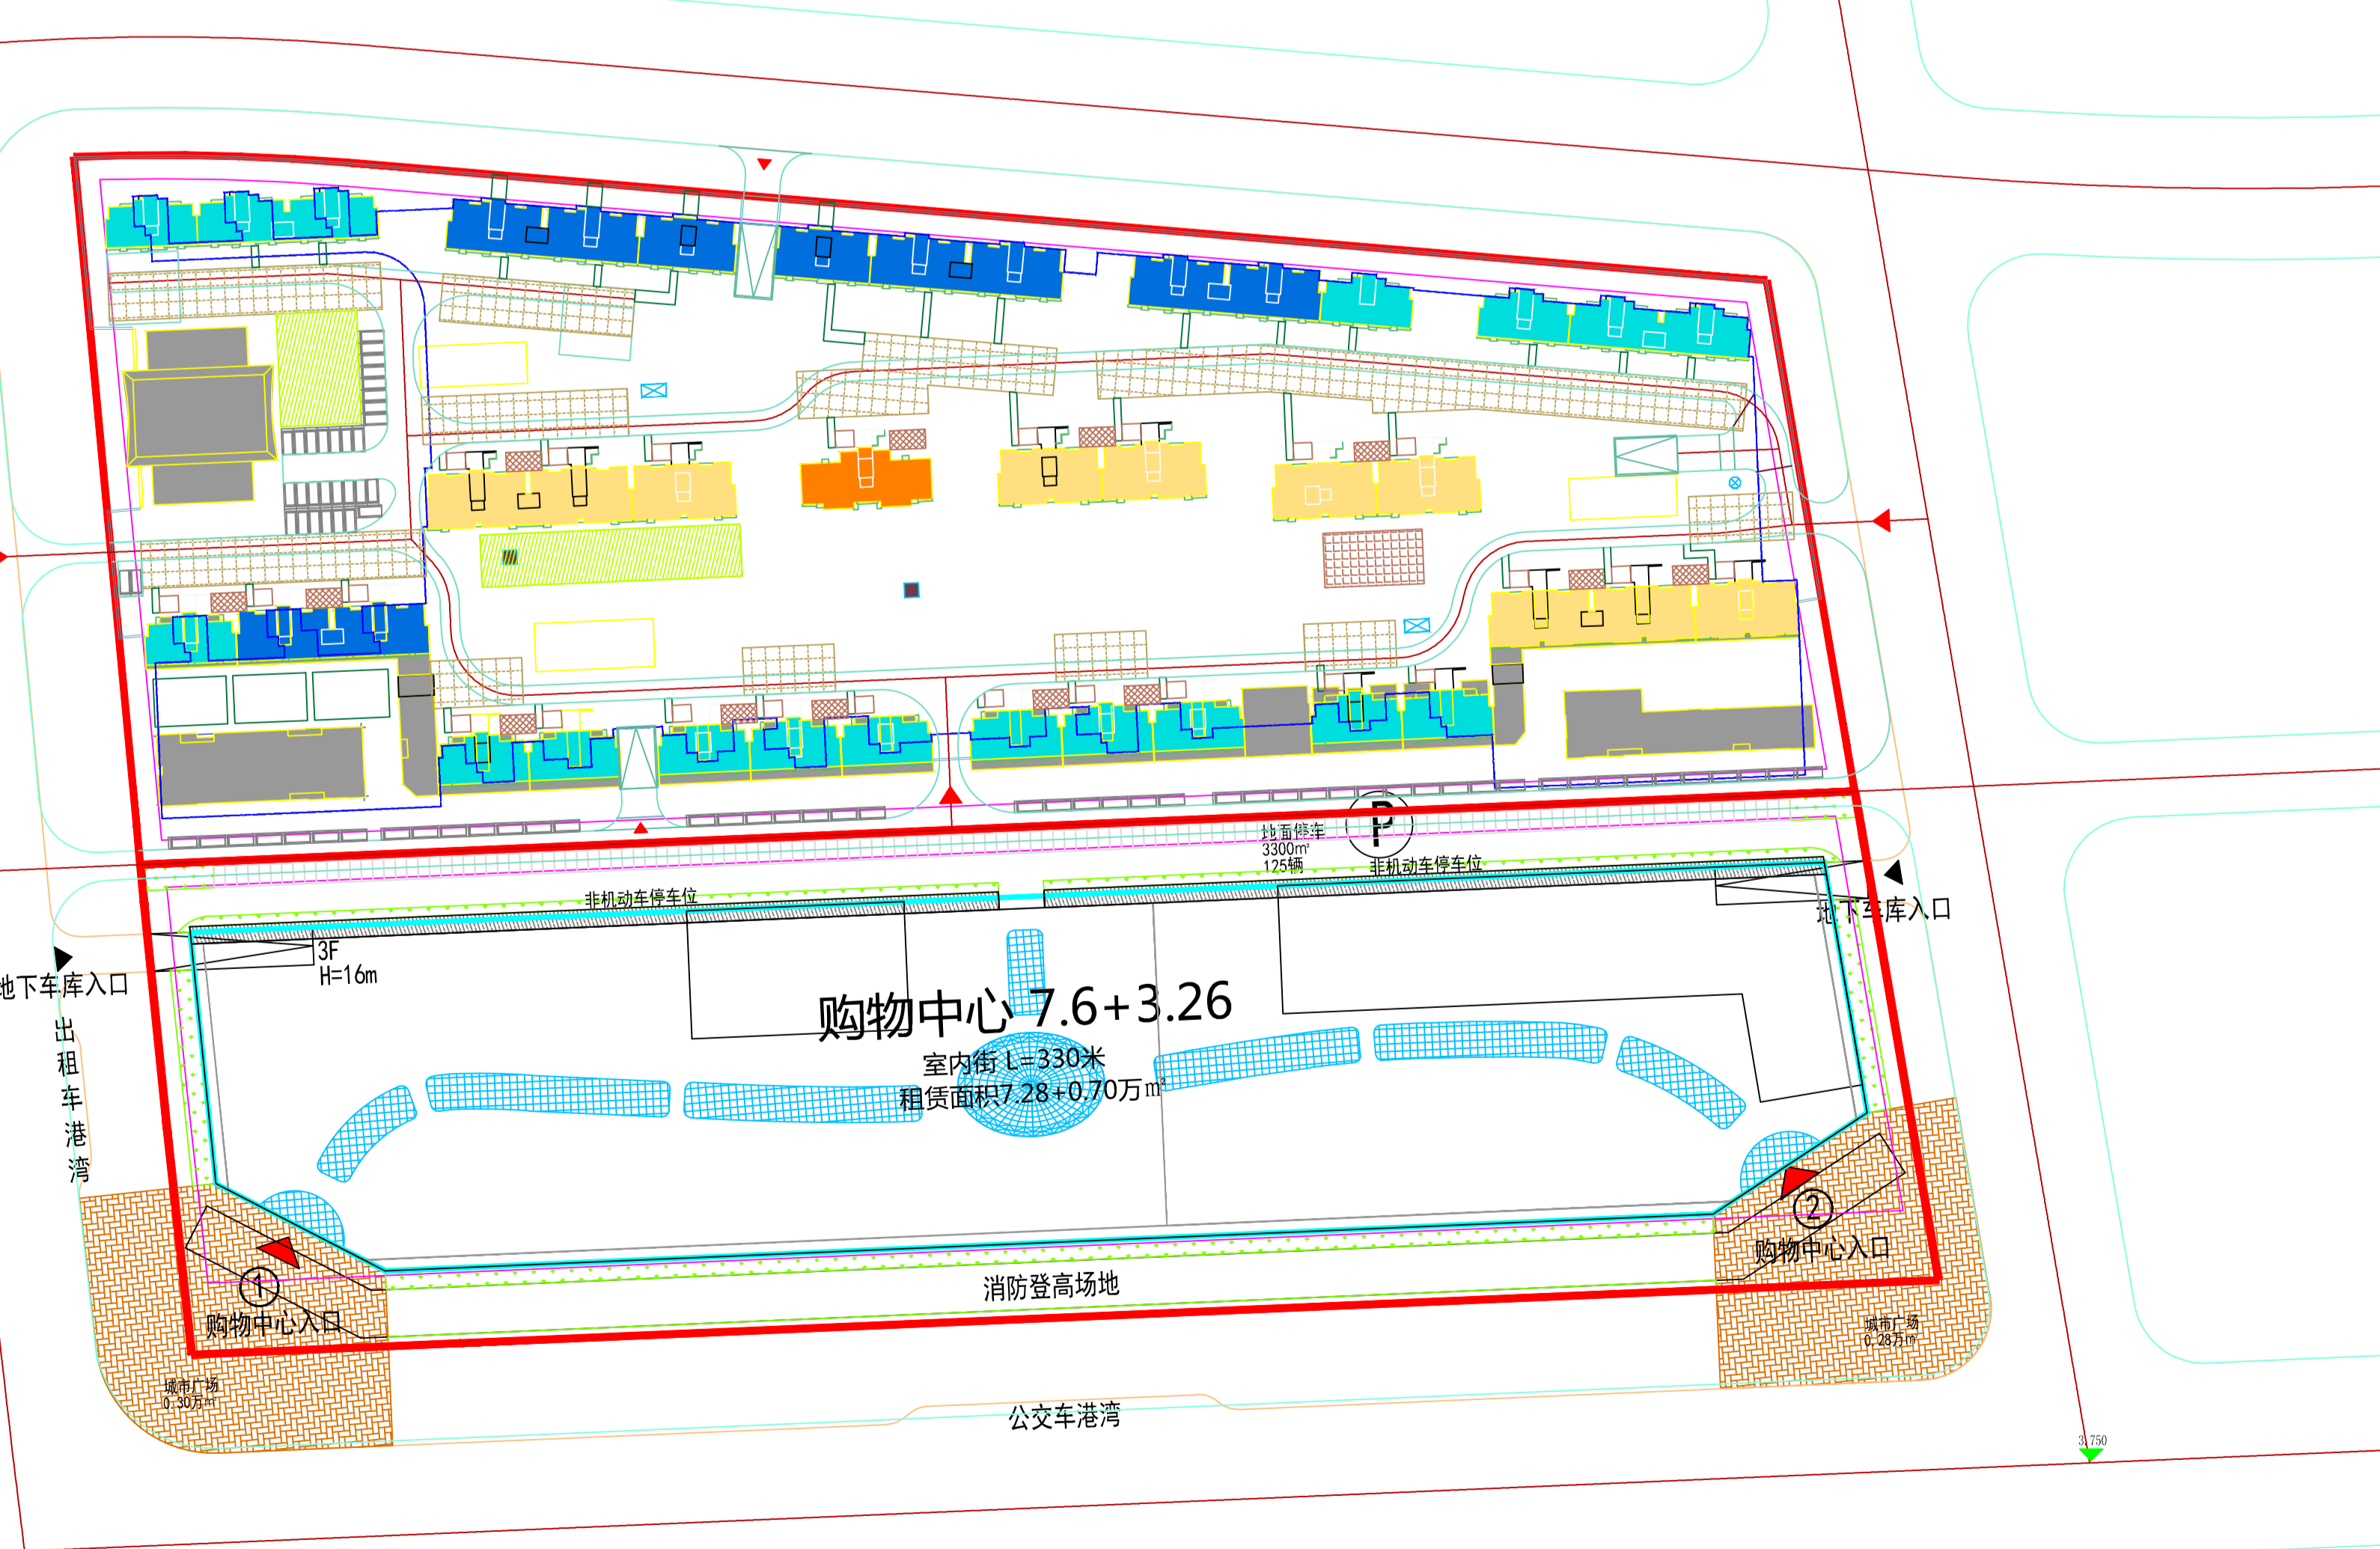 地面停车
3300㎡
125辆
P
非机动车停车位
非机动车停车位
地下车库入口
3F
H=16m
地下车库入口
出租车港湾
购物中心 7.6+3.26
室内街 L=330米
租赁面积7.28+0.70万㎡
②
购物中心入口
①
购物中心入口
消防登高场地
城市广场
0.28万㎡
城市广场
0.30万㎡
公交车港湾
3.750